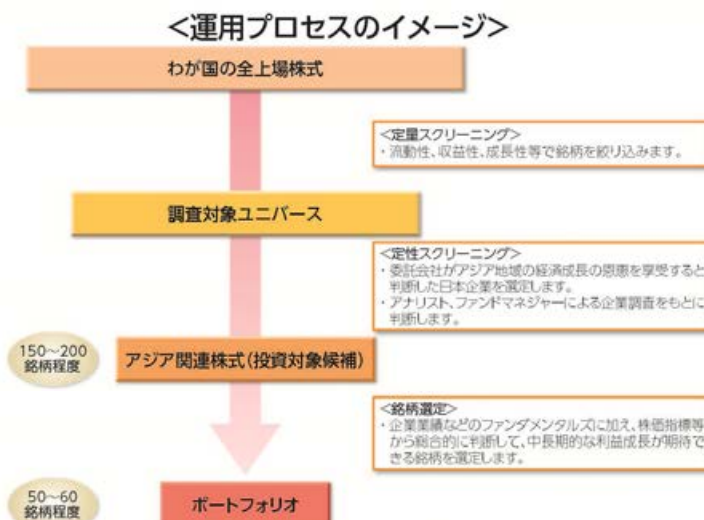 <運用プロセスのイメージ>
わが国の全上場株式
<定量スクリーニング>
・流動性、収益性、成長性等で銘柄を絞り込みます。
調査対象ユニバース
<定性スクリーニング>
・委託会社がアジア地域の経済成長の恩恵を享受すると
判断した日本企業を選定します。
・アナリスト、ファンドマネジャーによる企業調査をもとに
判断します。
150～200
銘柄程度
アジア関連株式(投資対象候補)
<銘柄選定>
・企業業績などのファンダメンタルズに加え、株価指標等
から総合的に判断して、中長期的な利益成長が期待で
きる銘柄を選定します。
50～60
銘柄程度
ポートフォリオ